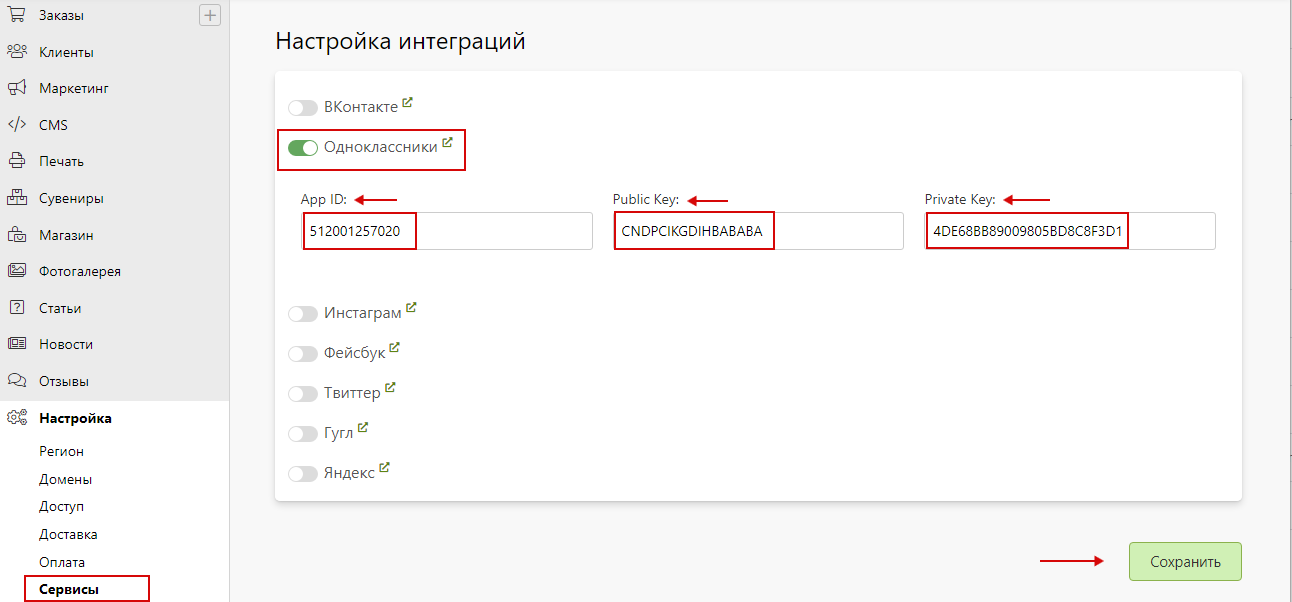 Заказы
Клиенты
Маркетинг
CMS
Печать
Сувениры
Магазин
Фотогалерея
Статьи
Новости
Отзывы
Настройка
Регион
Домены
Доступ
Доставка
Оплата
Сервисы
Настройка интеграций
ВКонтакте
Одноклассники
App ID: Public Key: Private Key:
512001257020 CNDPCIKGDIHBABABA 4DE68BB89009805BD8C8F3D1
Инстаграм
Фейсбук
Твиттер
Гугл
Яндекс
Сохранить